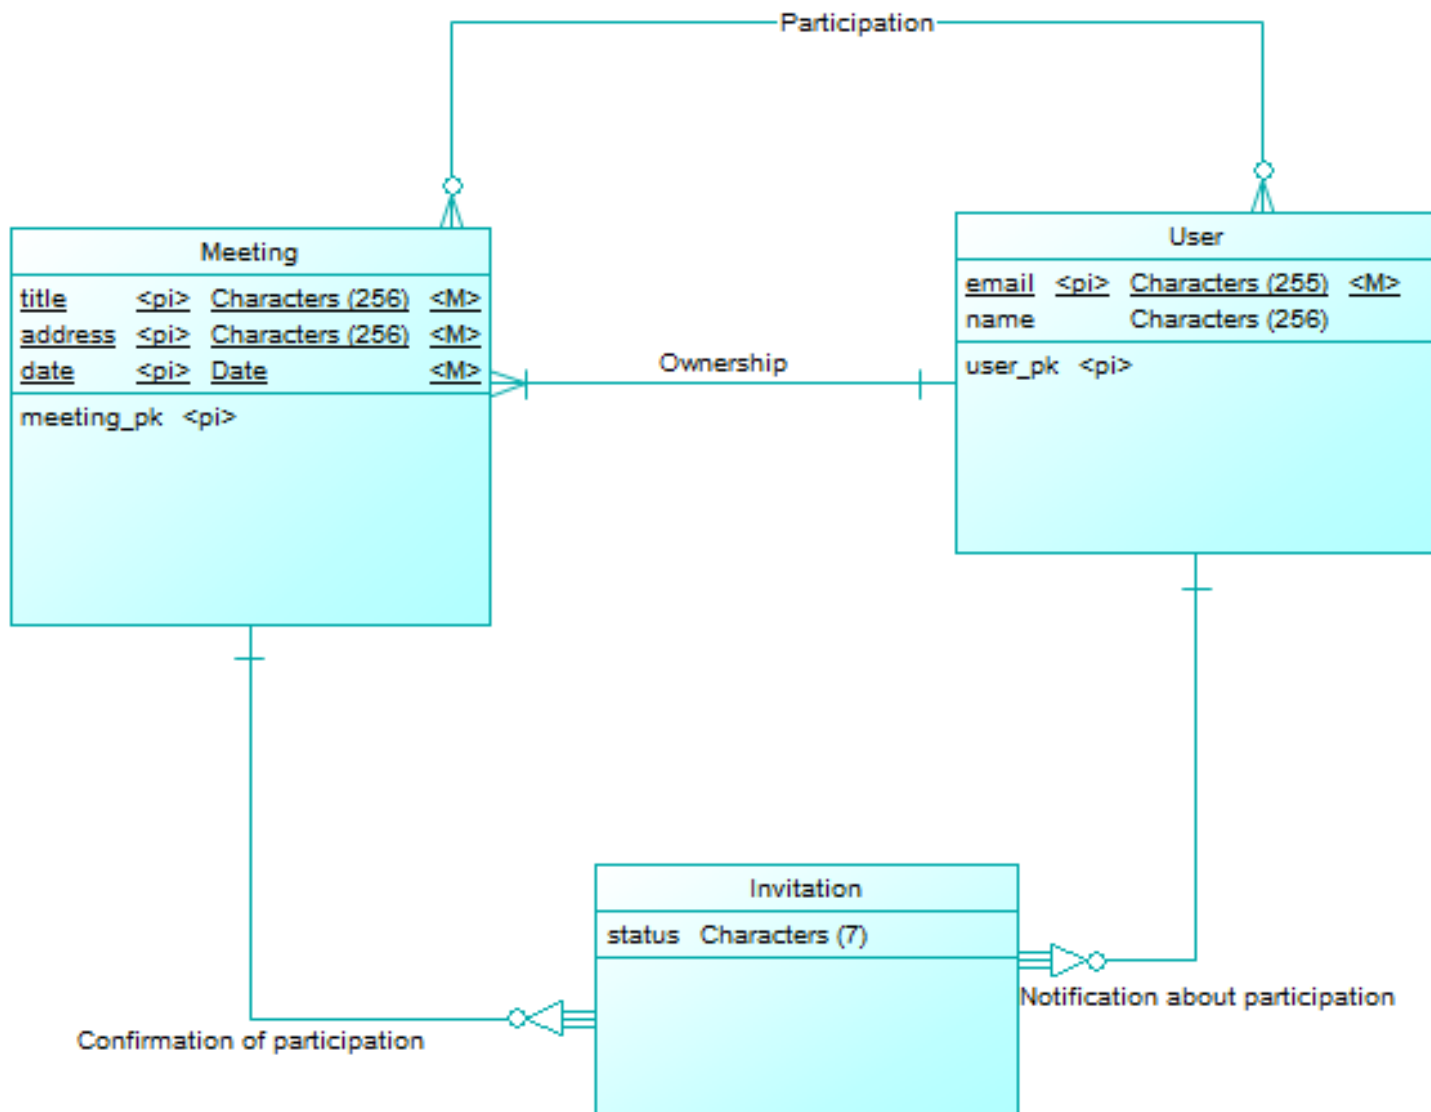 Participation
Meeting
title <pi> Characters (256) <M>
address <pi> Characters (256) <M>
date <pi> Date <M>
meeting_pk <pi>
Ownership
User
email <pi> Characters (255) <M>
name Characters (256)
user_pk <pi>
Invitation
status Characters (7)
Notification about participation
Confirmation of participation